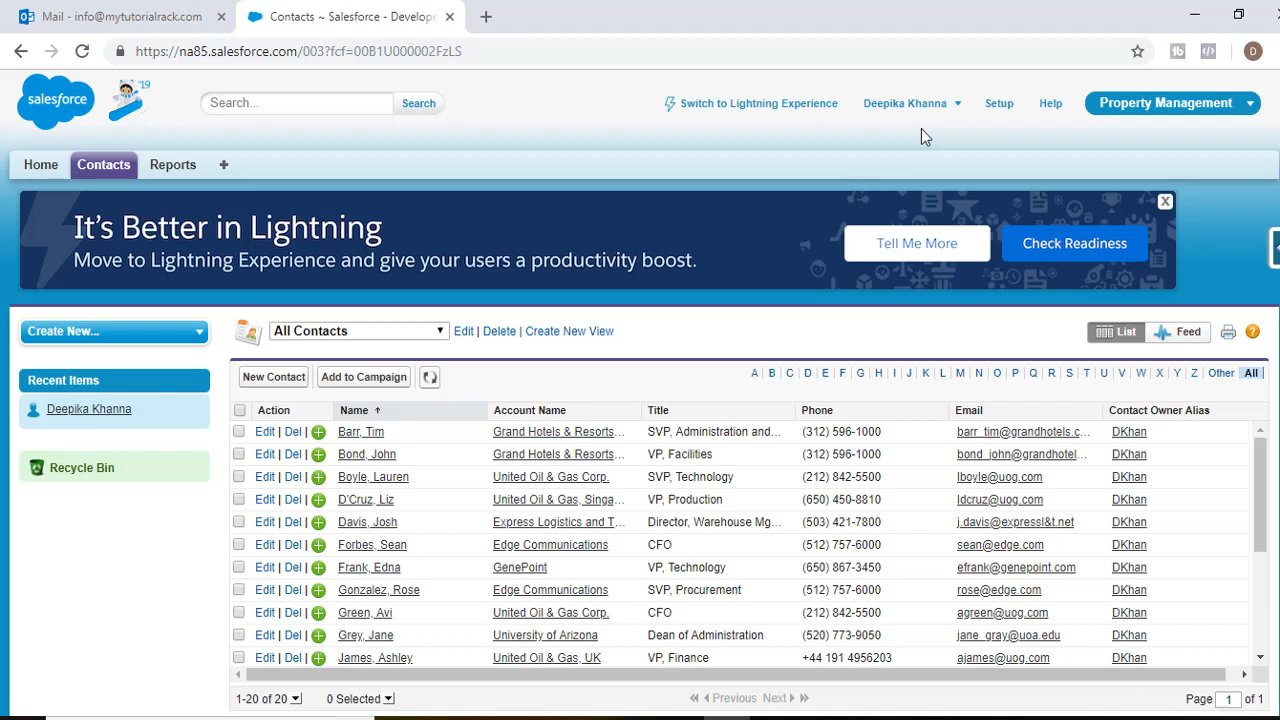 Mail - info@mytutorialrack.com
Contacts ~ Salesforce - Develope
https://na85.salesforce.com/003?fcf=00B1U000002FzLS
tb
D
salesforce
'19
Search...
Search
Switch to Lightning Experience
Deepika Khanna
Setup
Help
Property Management
Home
Contacts
Reports
+
It's Better in Lightning
Move to Lightning Experience and give your users a productivity boost.
Tell Me More
Check Readiness
X
Create New...
Recent Items
Deepika Khanna
Recycle Bin
All Contacts
Edit | Delete | Create New View
List
Feed
?
New Contact
Add to Campaign
A B C D E F G H I J K L M N O P Q R S T U V W X Y Z Other All
Action Name Account Name Title Phone Email Contact Owner Alias
Edit | Del | Barr, Tim Grand Hotels & Resorts... SVP, Administration and... (312) 596-1000 barr_tim@grandhotels.c... DKhan
Edit | Del | Bond, John Grand Hotels & Resorts... VP, Facilities (312) 596-1000 bond_john@grandhotel... DKhan
Edit | Del | Boyle, Lauren United Oil & Gas Corp. SVP, Technology (212) 842-5500 lboyle@uog.com DKhan
Edit | Del | D'Cruz, Liz United Oil & Gas, Singa... VP, Production (650) 450-8810 ldcruz@uog.com DKhan
Edit | Del | Davis, Josh Express Logistics and T... Director, Warehouse Mg... (503) 421-7800 j.davis@expressl&t.net DKhan
Edit | Del | Forbes, Sean Edge Communications CFO (512) 757-6000 sean@edge.com DKhan
Edit | Del | Frank, Edna GenePoint VP, Technology (650) 867-3450 efrank@genepoint.com DKhan
Edit | Del | Gonzalez, Rose Edge Communications SVP, Procurement (512) 757-6000 rose@edge.com DKhan
Edit | Del | Green, Avi United Oil & Gas Corp. CFO (212) 842-5500 agreen@uog.com DKhan
Edit | Del | Grey, Jane University of Arizona Dean of Administration (520) 773-9050 jane_gray@uoa.edu DKhan
Edit | Del | James, Ashley United Oil & Gas, UK VP, Finance +44 191 4956203 ajames@uog.com DKhan
1-20 of 20
0 Selected
Previous Next
Page 1 of 1